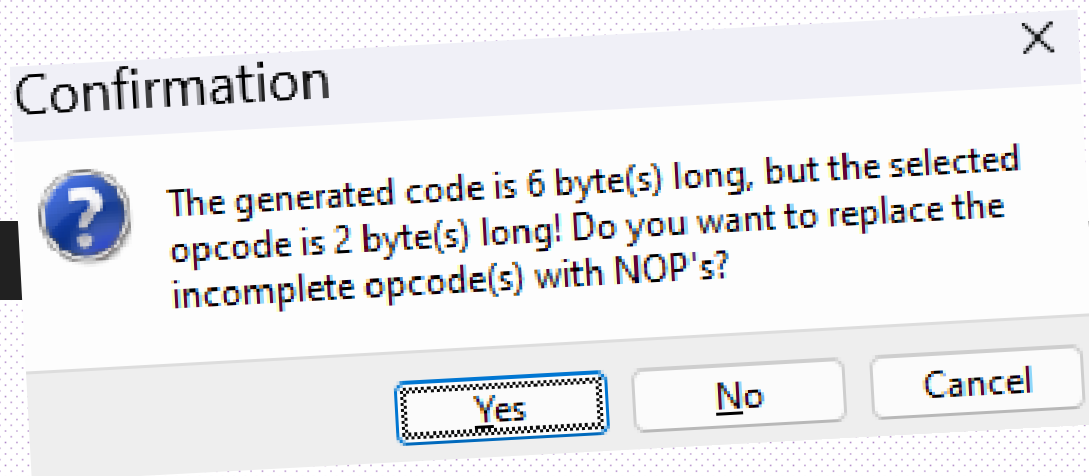 Confirmation
The generated code is 6 byte(s) long, but the selected
opcode is 2 byte(s) long! Do you want to replace the
incomplete opcode(s) with NOP's?
Yes No Cancel